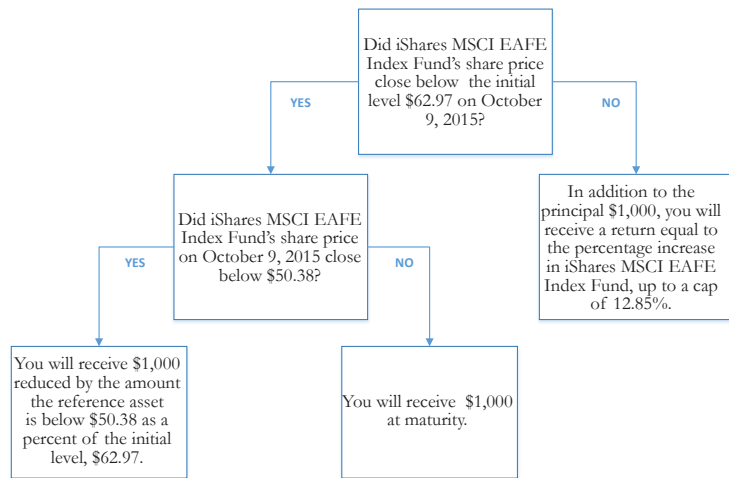 Did iShares MSCI EAFE
Index Fund's share price
close below the initial
level $62.97 on October
9, 2015?
YES
NO
Did iShares MSCI EAFE
Index Fund's share price
on October 9, 2015 close
below $50.38?
In addition to the
principal $1,000, you will
receive a return equal to
the percentage increase
in iShares MSCI EAFE
Index Fund, up to a cap
of 12.85%.
YES
NO
You will receive $1,000
reduced by the amount
the reference asset
is below $50.38 as a
percent of the initial
level, $62.97.
You will receive $1,000
at maturity.